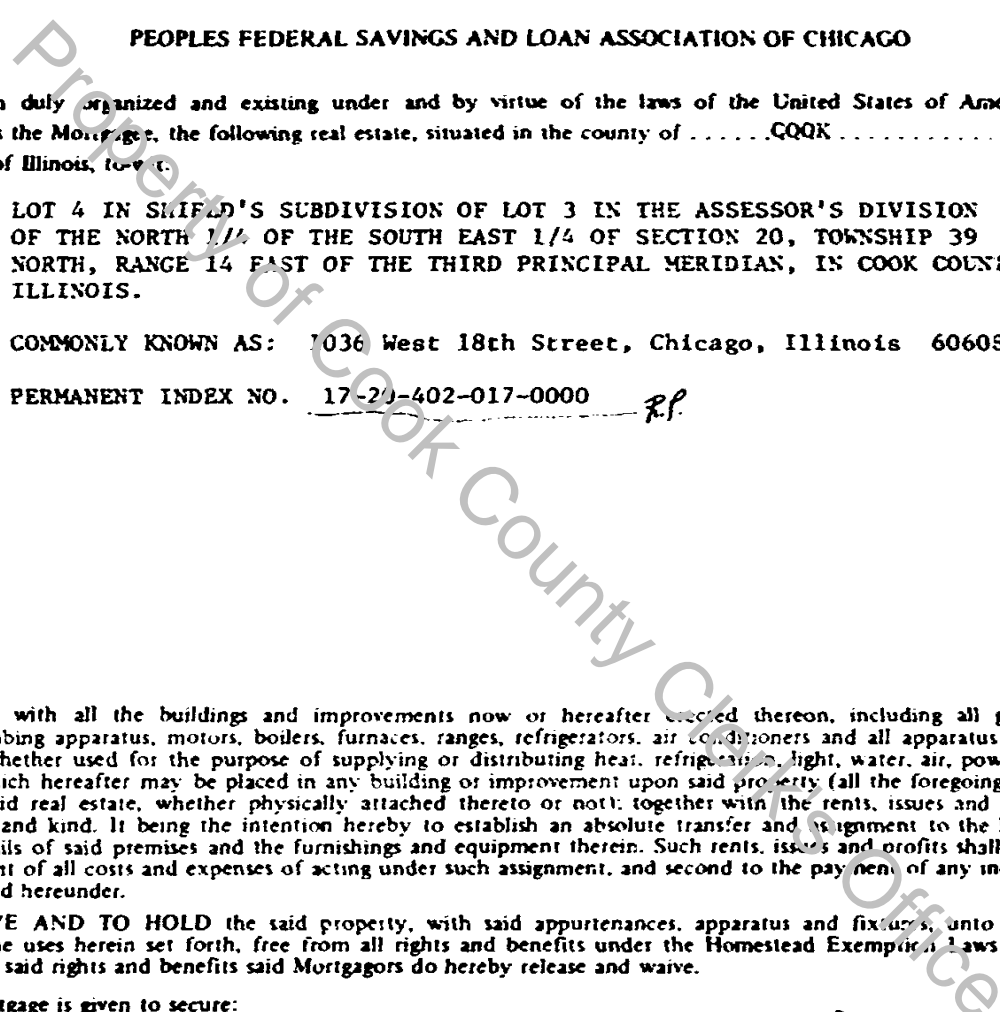 PEOPLES FEDERAL SAVINGS AND LOAN ASSOCIATION OF CHICAGO
duly organized and existing under and by virtue of the laws of the United States of
the Mortgagee, the following real estate, situated in the county of ......COOK............
of Illinois, to-wit:
LOT 4 IN SHIELD'S SUBDIVISION OF LOT 3 IN THE ASSESSOR'S DIVISION
OF THE NORTH 1/4 OF THE SOUTH EAST 1/4 OF SECTION 20, TOWNSHIP 39
NORTH, RANGE 14 EAST OF THE THIRD PRINCIPAL MERIDIAN, IN COOK
ILLINOIS.
COMMONLY KNOWN AS: 1036 West 18th Street, Chicago, Illinois
PERMANENT INDEX NO. 17-20-402-017-0000 R.P.
with all the buildings and improvements now or hereafter erected thereon, including all
apparatus, motors, boilers, furnaces, ranges, refrigerators, air conditioners and all apparatus
whether used for the purpose of supplying or distributing heat, refrigeration, light, water, air,
hereafter may be placed in any building or improvement upon said property (all the foregoing
real estate, whether physically attached thereto or not); together with the rents, issues and
and kind. It being the intention hereby to establish an absolute transfer and assignment to the
of said premises and the furnishings and equipment therein. Such rents, issues and profits shall
of all costs and expenses of acting under such assignment, and second to the payment of any
hereunder.
AND TO HOLD the said property, with said appurtenances, apparatus and fixtures, unto
uses herein set forth, free from all rights and benefits under the Homestead Exemption Laws
said rights and benefits said Mortgagors do hereby release and waive.
is given to secure:
Property of Cook County Clerks Office